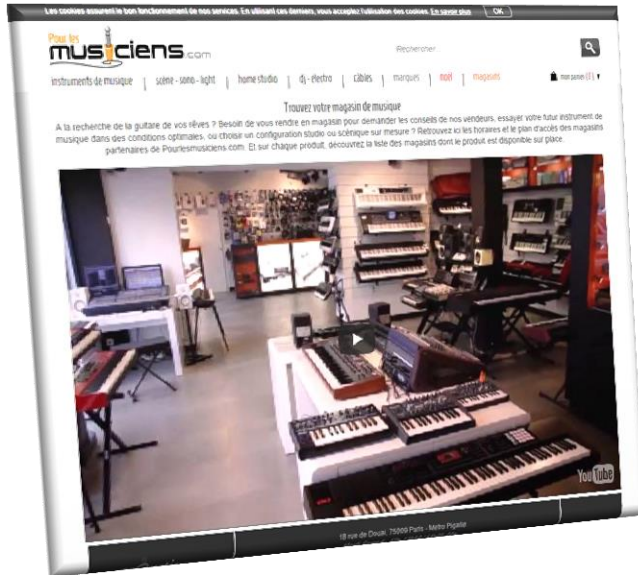 Les cookies assurent le bon fonctionnement de nos services. En utilisant ces derniers, vous acceptez l'utilisation des cookies. En savoir plus OK
Pour les
musiciens.com
Rechercher...
instruments de musique | scène - sono - light | home studio | dj - électro | câbles | marques | noël | magasins
mon panier (0)
Trouvez votre magasin de musique
A la recherche de la guitare de vos rêves ? Besoin de vous rendre en magasin pour demander les conseils de nos vendeurs, essayer votre futur instrument de
musique dans des conditions optimales, ou choisir un configuration studio ou scénique sur mesure ? Retrouvez ici les horaires et le plan d'accès des magasins
partenaires de Pourlesmusiciens.com. Et sur chaque produit, découvrez la liste des magasins dont le produit est disponible sur place.
YouTube
18 rue de Douai, 75009 Paris - Métro Pigalle